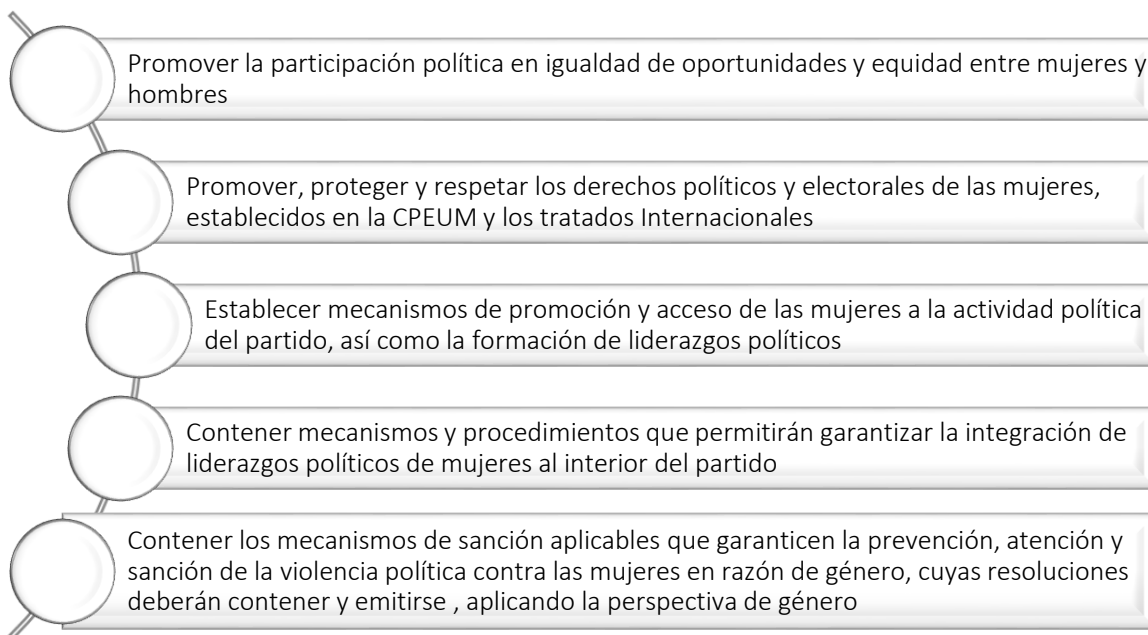 Promover la participación política en igualdad de oportunidades y equidad entre mujeres y
hombres
Promover, proteger y respetar los derechos políticos y electorales de las mujeres,
establecidos en la CPEUM y los tratados Internacionales
Establecer mecanismos de promoción y acceso de las mujeres a la actividad política
del partido, así como la formación de liderazgos políticos
Contener mecanismos y procedimientos que permitirán garantizar la integración de
liderazgos políticos de mujeres al interior del partido
Contener los mecanismos de sanción aplicables que garanticen la prevención, atención y
sanción de la violencia política contra las mujeres en razón de género, cuyas resoluciones
deberán contener y emitirse , aplicando la perspectiva de género